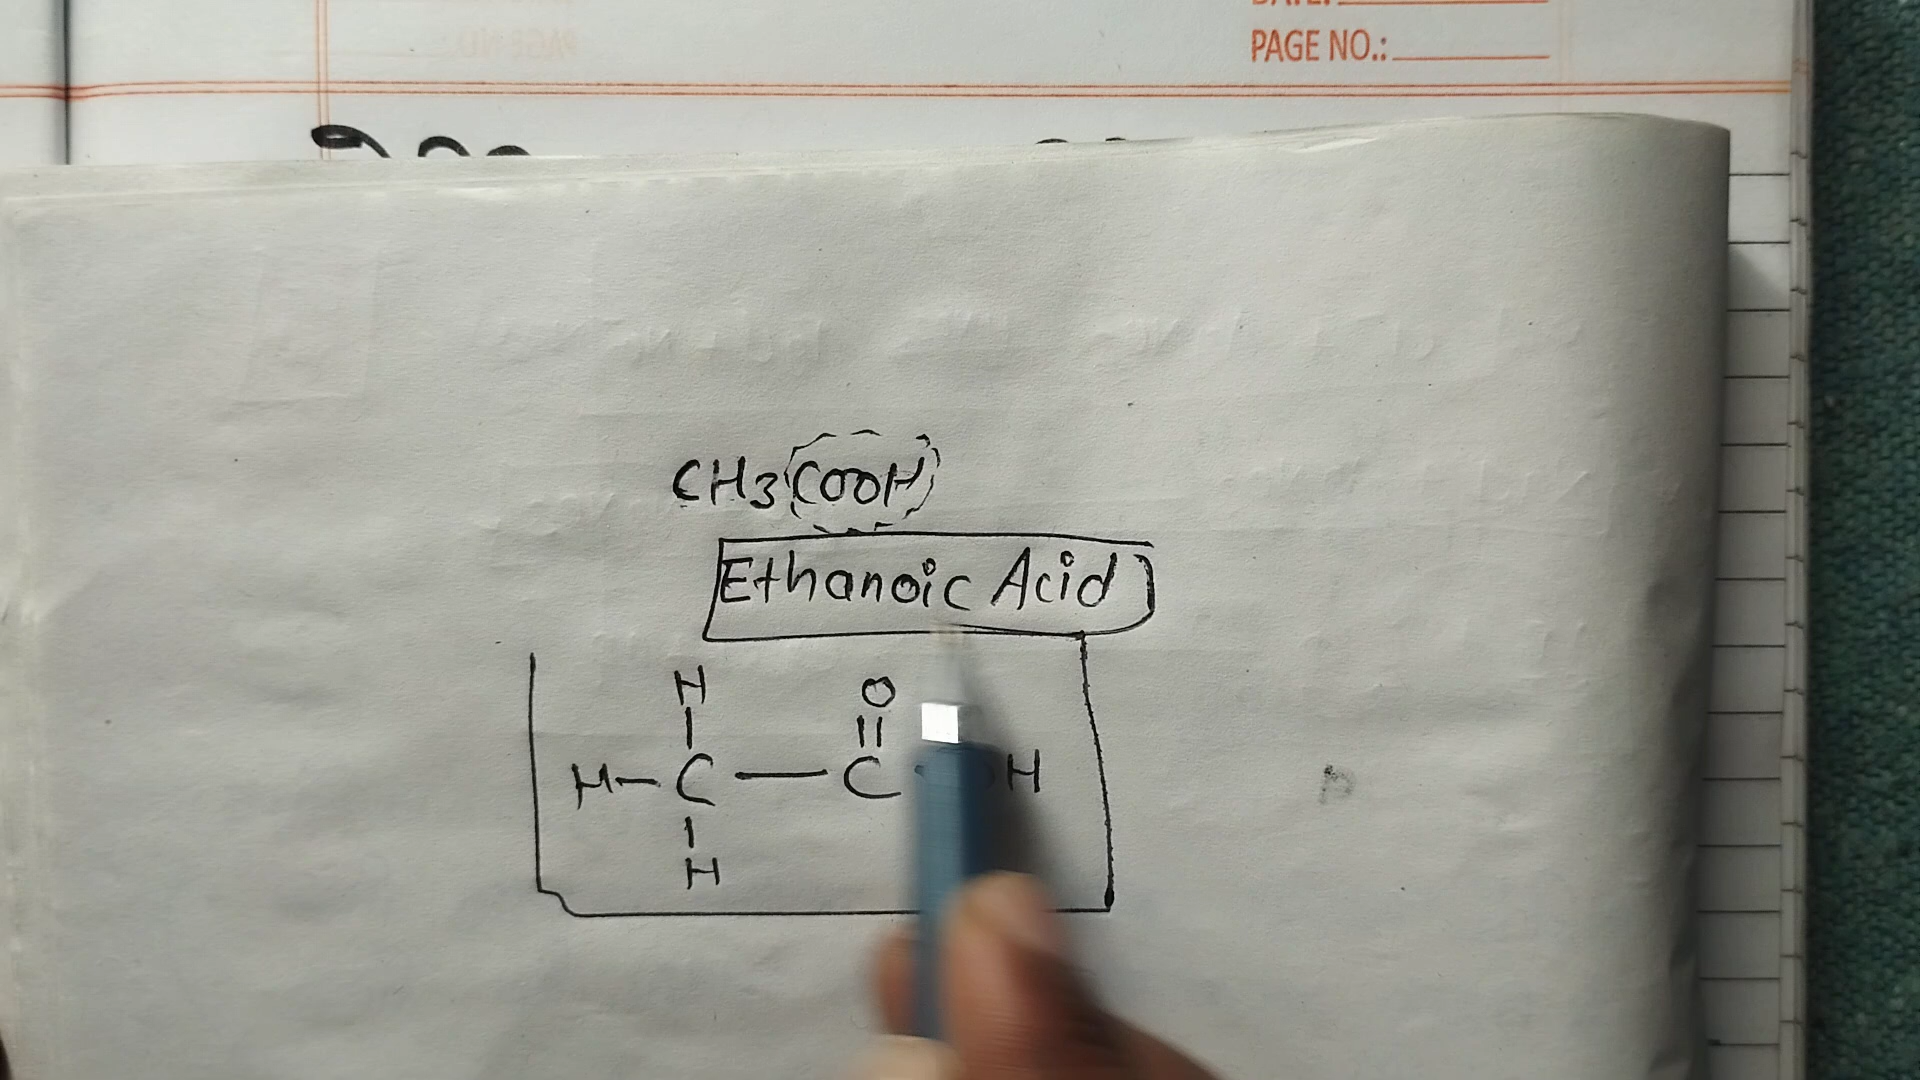 PAGE NO.:
CH3COOH
Ethanoic Acid
H O
H-C-C- H
H